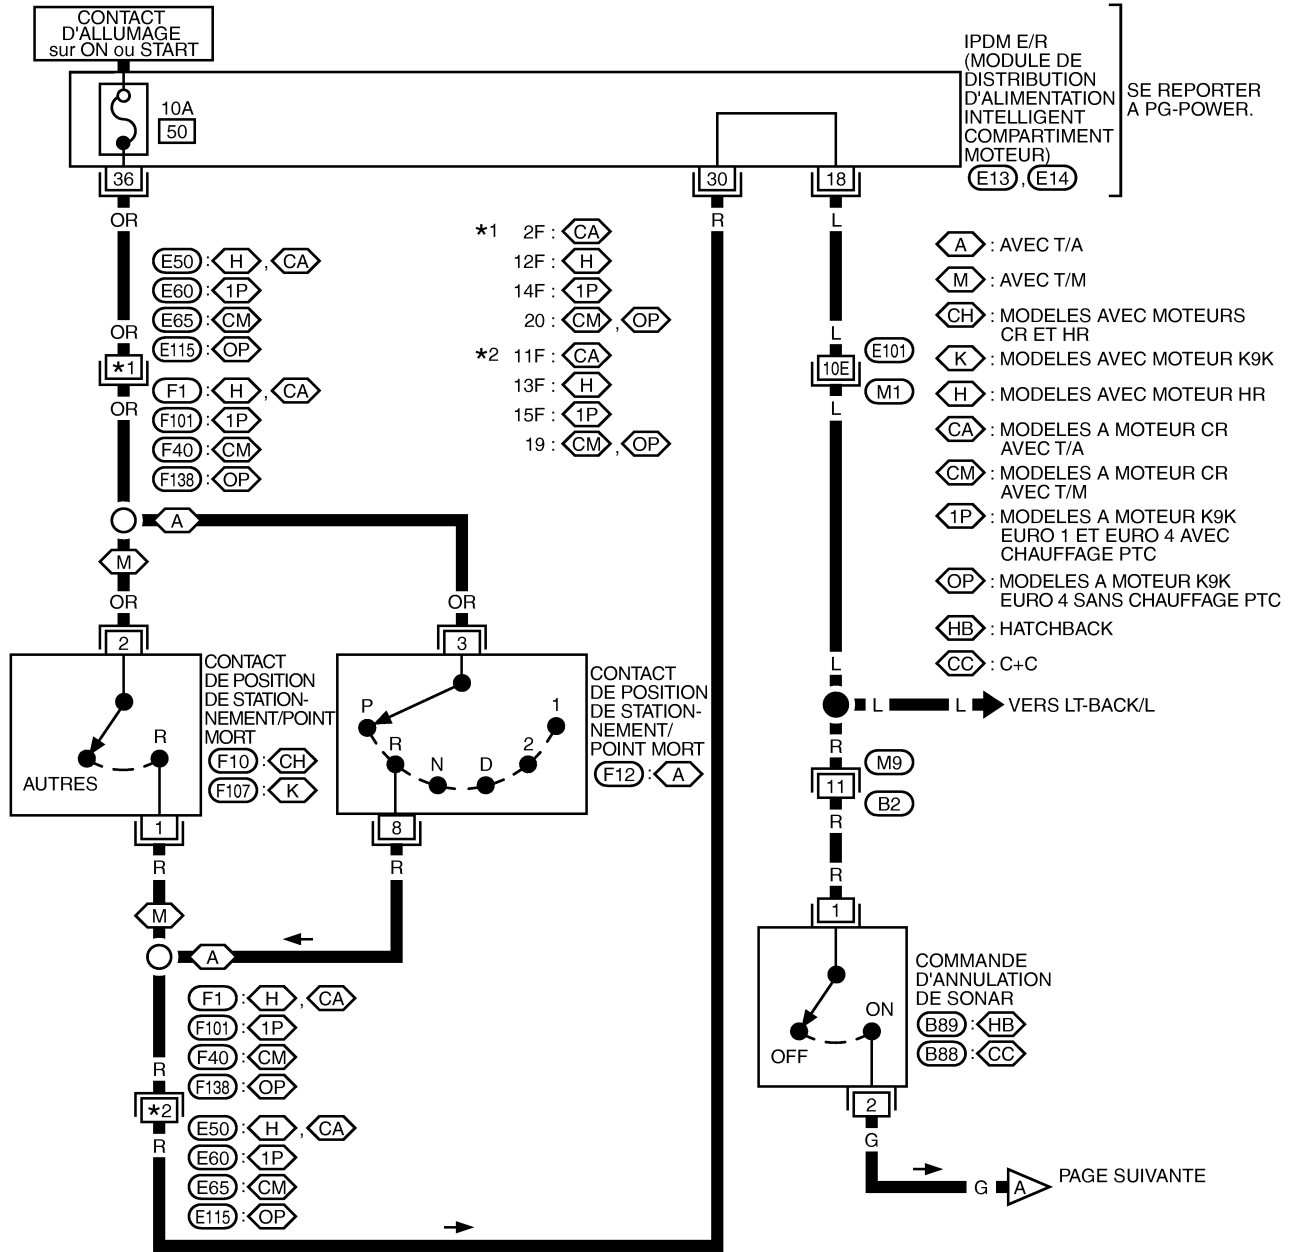 CONTACT
D'ALLUMAGE
sur ON ou START
10A
50
IPDM E/R
(MODULE DE
DISTRIBUTION
D'ALIMENTATION
INTELLIGENT
COMPARTIMENT
MOTEUR)
E13 , E14
SE REPORTER
A PG-POWER.
36
30
18
OR
R
L
E50 : H , CA
E60 : 1P
E65 : CM
E115 : OP
OR
*1
OR
F1 : H , CA
F101 : 1P
F40 : CM
F138 : OP
*1 2F : CA
12F : H
14F : 1P
20 : CM , OP
*2 11F : CA
13F : H
15F : 1P
19 : CM , OP
L
10E
E101
M1
L
A : AVEC T/A
M : AVEC T/M
CH : MODELES AVEC MOTEURS
CR ET HR
K : MODELES AVEC MOTEUR K9K
H : MODELES AVEC MOTEUR HR
CA : MODELES A MOTEUR CR
AVEC T/A
CM : MODELES A MOTEUR CR
AVEC T/M
1P : MODELES A MOTEUR K9K
EURO 1 ET EURO 4 AVEC
CHAUFFAGE PTC
OP : MODELES A MOTEUR K9K
EURO 4 SANS CHAUFFAGE PTC
HB : HATCHBACK
CC : C+C
A
M
OR
OR
2
3
CONTACT
DE POSITION
DE STATION-
NEMENT/POINT
MORT
F10 : CH
F107 : K
AUTRES
R
1
P
R
N
D
2
1
8
CONTACT
DE POSITION
DE STATION-
NEMENT/
POINT MORT
F12 : A
L
L
L
VERS LT-BACK/L
R
M9
11
B2
R
R
1
R
R
M
A
F1 : H , CA
F101 : 1P
F40 : CM
F138 : OP
R
*2
R
E50 : H , CA
E60 : 1P
E65 : CM
E115 : OP
COMMANDE
D'ANNULATION
DE SONAR
B89 : HB
B88 : CC
ON
OFF
2
G
G
A
PAGE SUIVANTE